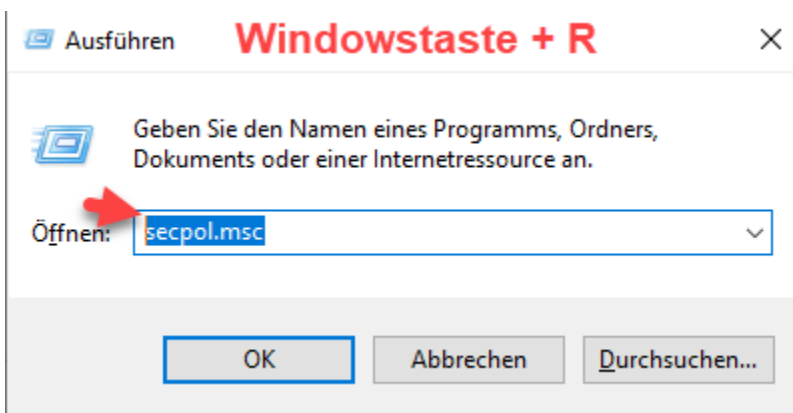 Ausführen Windowstaste + R
Geben Sie den Namen eines Programms, Ordners,
Dokuments oder einer Internetressource an.
Öffnen: secpol.msc
OK Abbrechen Durchsuchen...